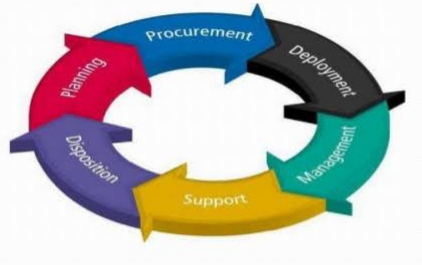 Procurement
Deployment
Management
Support
Disposition
Planning